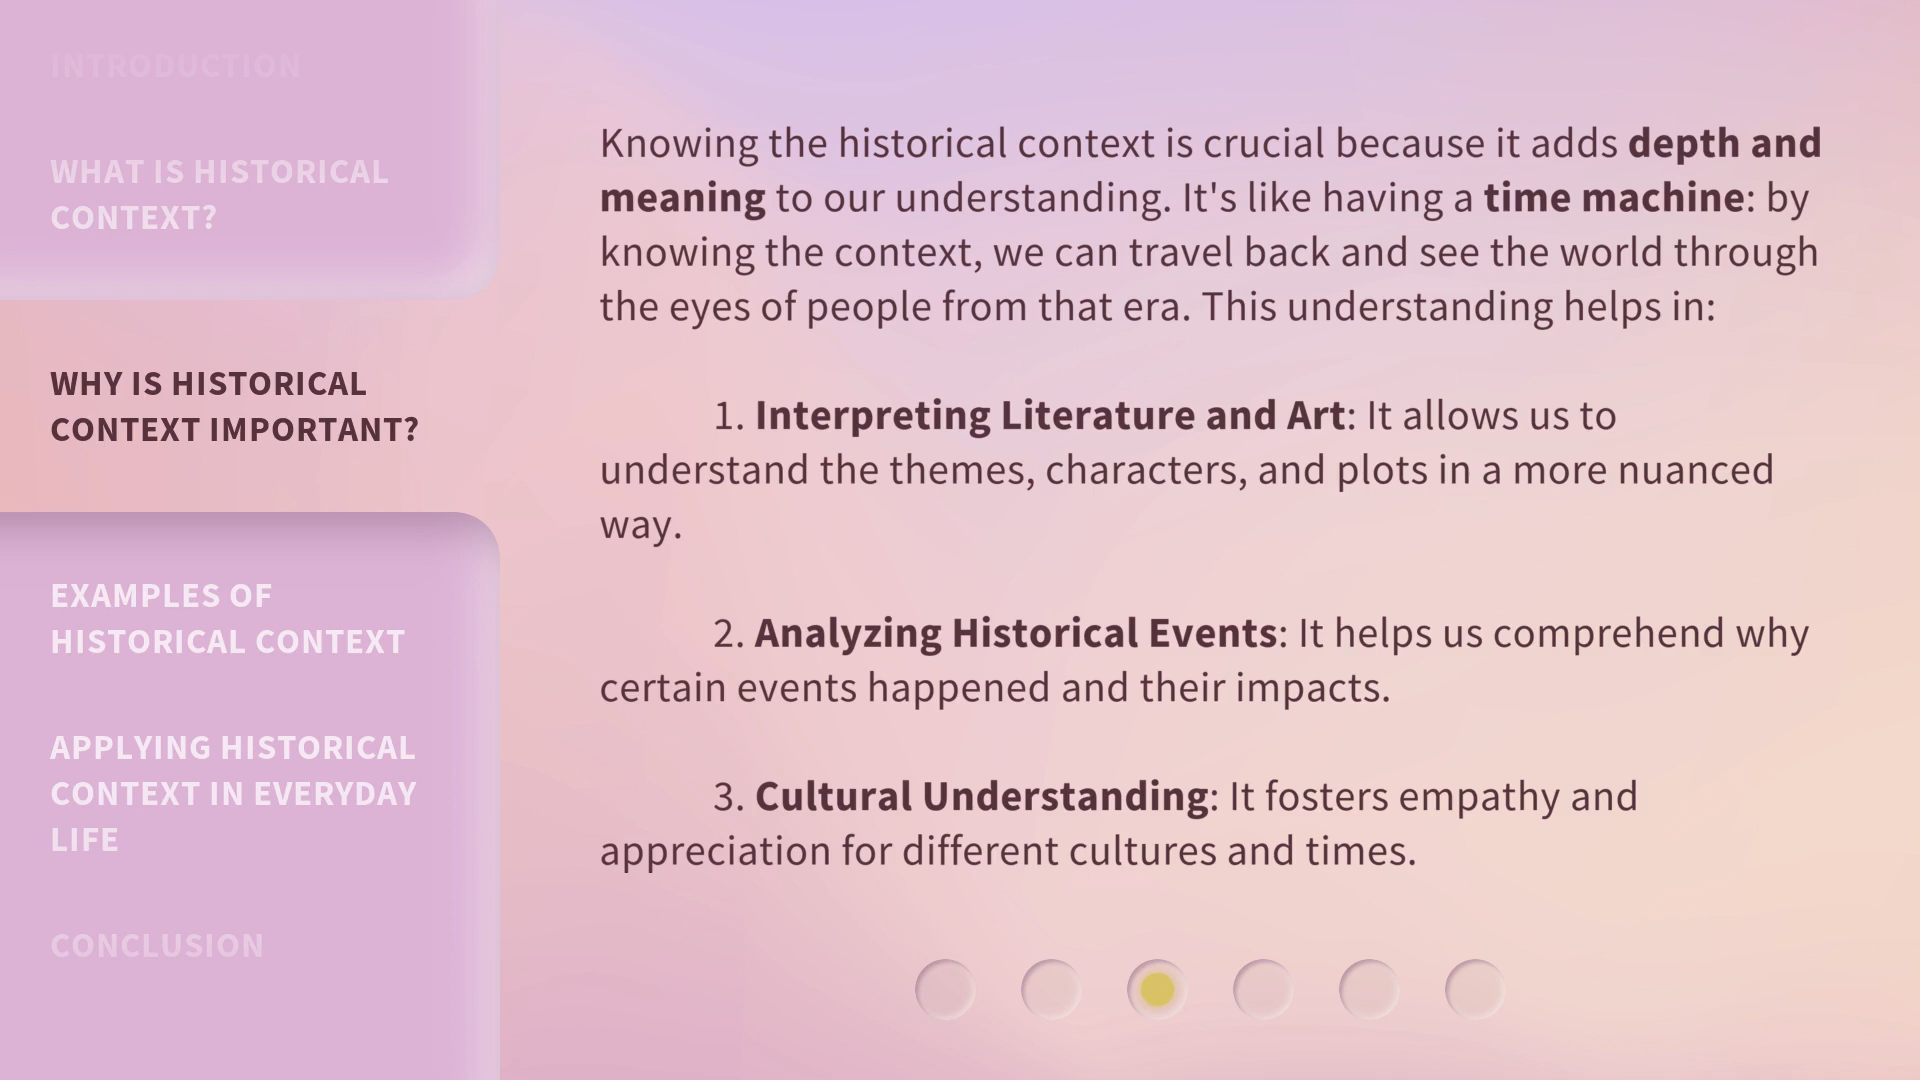 INTRODUCTION
WHAT IS HISTORICAL
CONTEXT?
WHY IS HISTORICAL
CONTEXT IMPORTANT?
EXAMPLES OF
HISTORICAL CONTEXT
APPLYING HISTORICAL
CONTEXT IN EVERYDAY
LIFE
CONCLUSION
Knowing the historical context is crucial because it adds depth and
meaning to our understanding. It's like having a time machine: by
knowing the context, we can travel back and see the world through
the eyes of people from that era. This understanding helps in:
1. Interpreting Literature and Art: It allows us to
understand the themes, characters, and plots in a more nuanced
way.
2. Analyzing Historical Events: It helps us comprehend why
certain events happened and their impacts.
3. Cultural Understanding: It fosters empathy and
appreciation for different cultures and times.